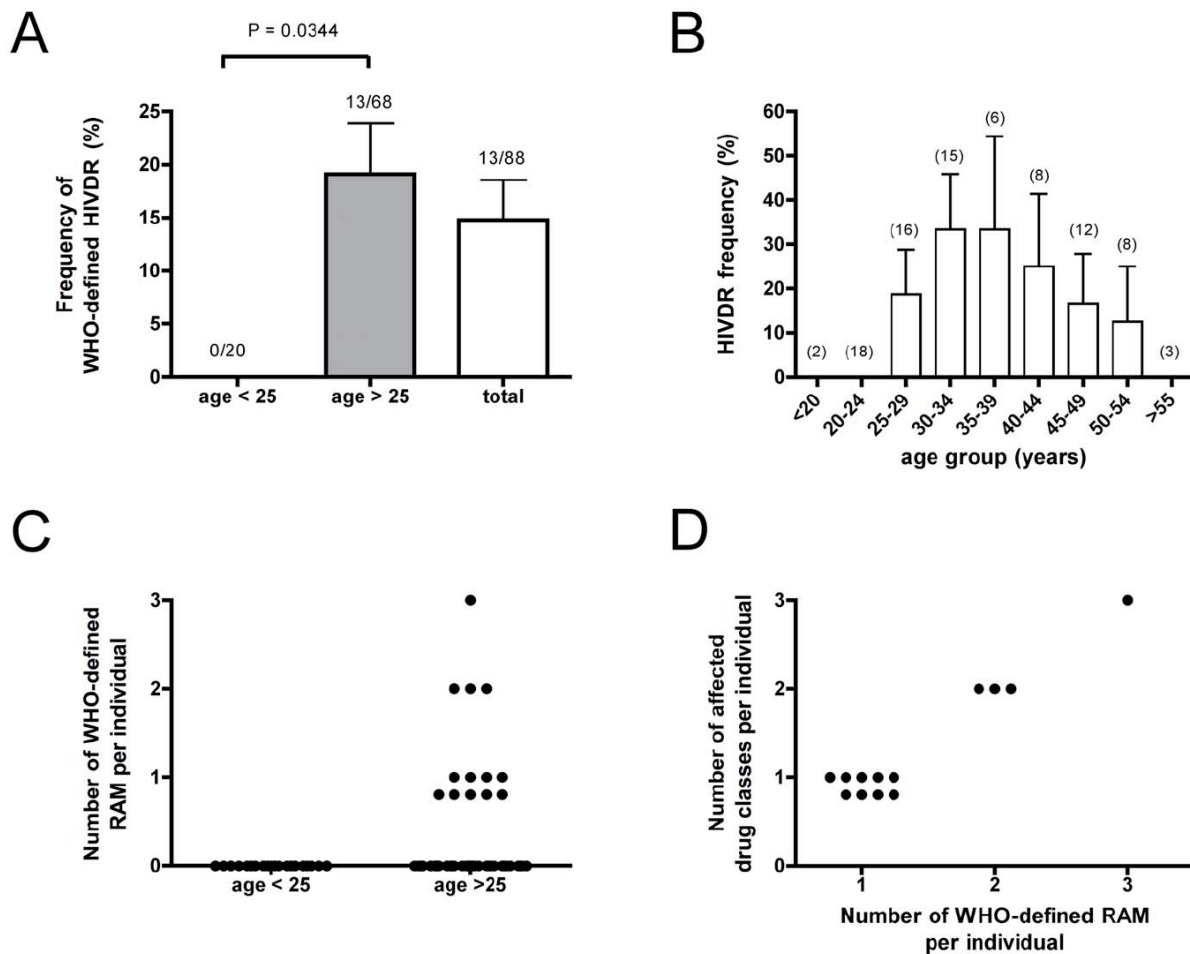 A
P = 0.0344
Frequency of
WHO-defined HIVDR (%)
25
20
15
10
5
0
0/20
13/68
13/88
age < 25
age > 25
total
B
HIVDR frequency (%)
60
50
40
30
20
10
0
(2)
(18)
(16)
(15)
(6)
(8)
(12)
(8)
(3)
<20
20-24
25-29
30-34
35-39
40-44
45-49
50-54
>55
age group (years)
C
Number of WHO-defined
RAM per individual
3
2
1
0
age < 25
age >25
D
Number of affected
drug classes per individual
3
2
1
0
1
2
3
Number of WHO-defined RAM
per individual